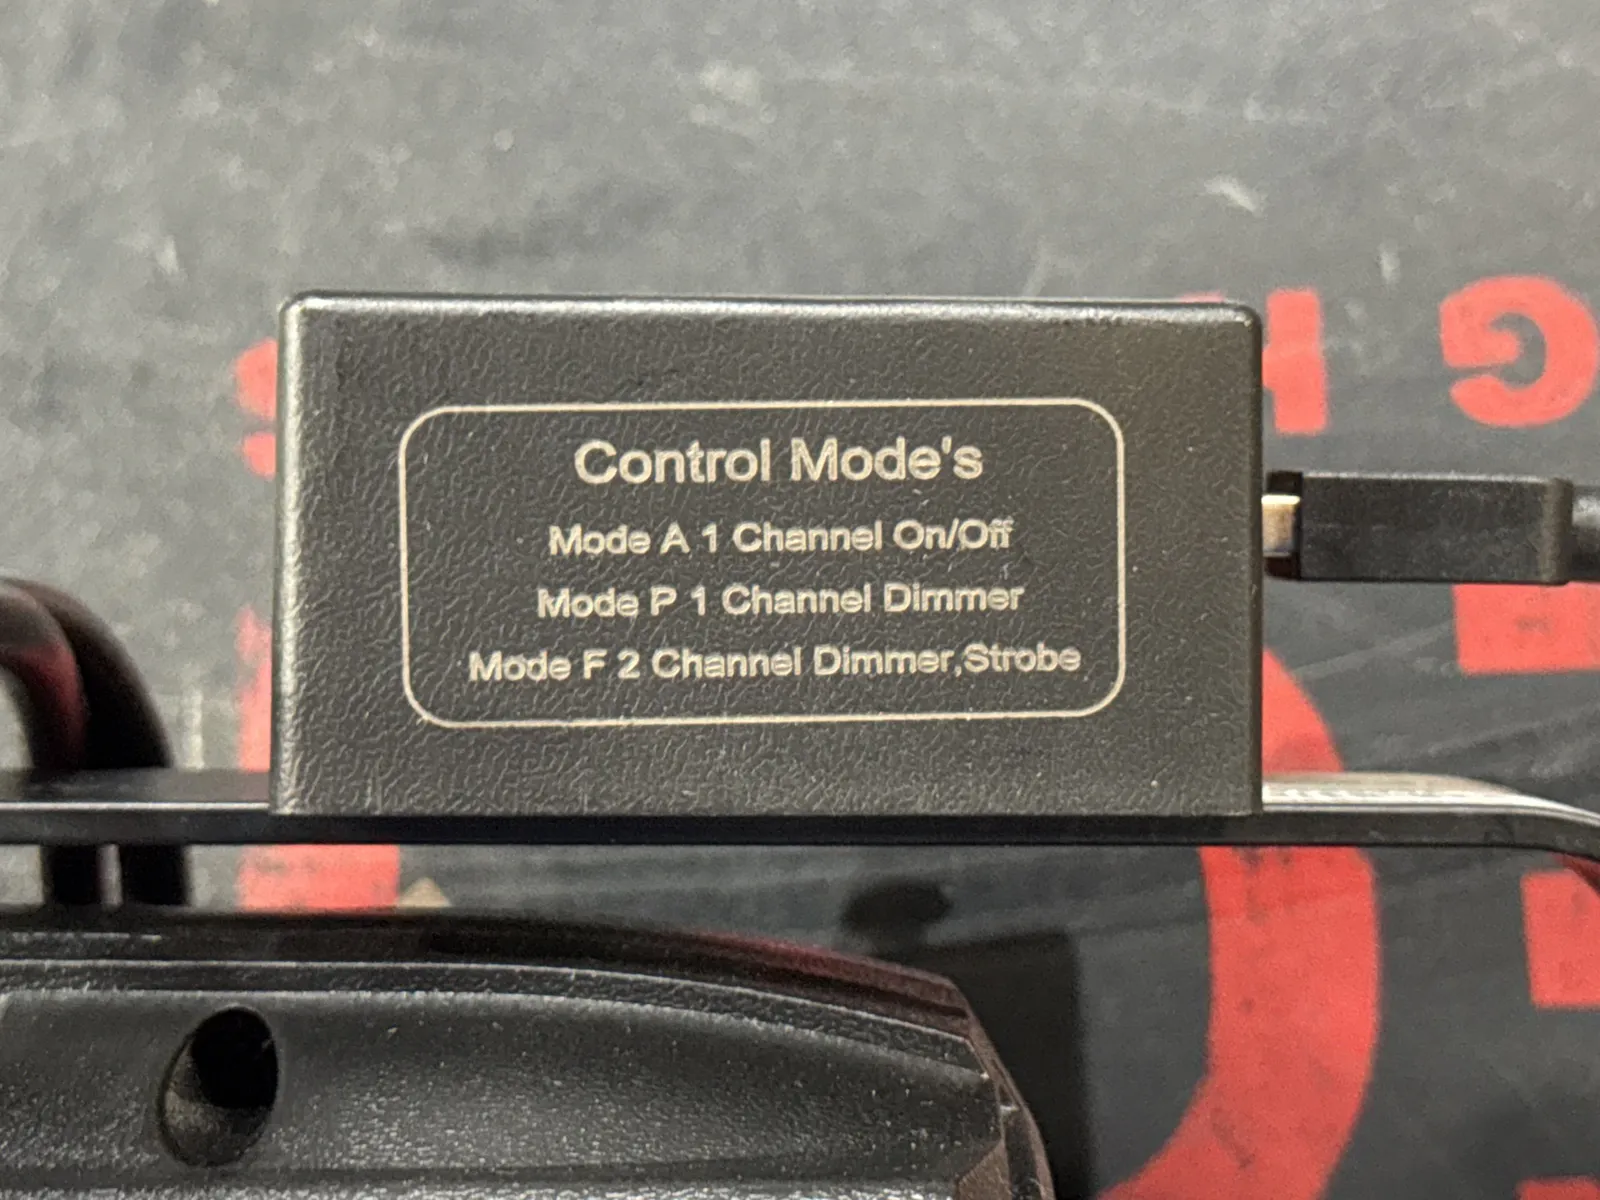 Control Mode's
Mode A 1 Channel On/Off
Mode P 1 Channel Dimmer
Mode F 2 Channel Dimmer,Strobe